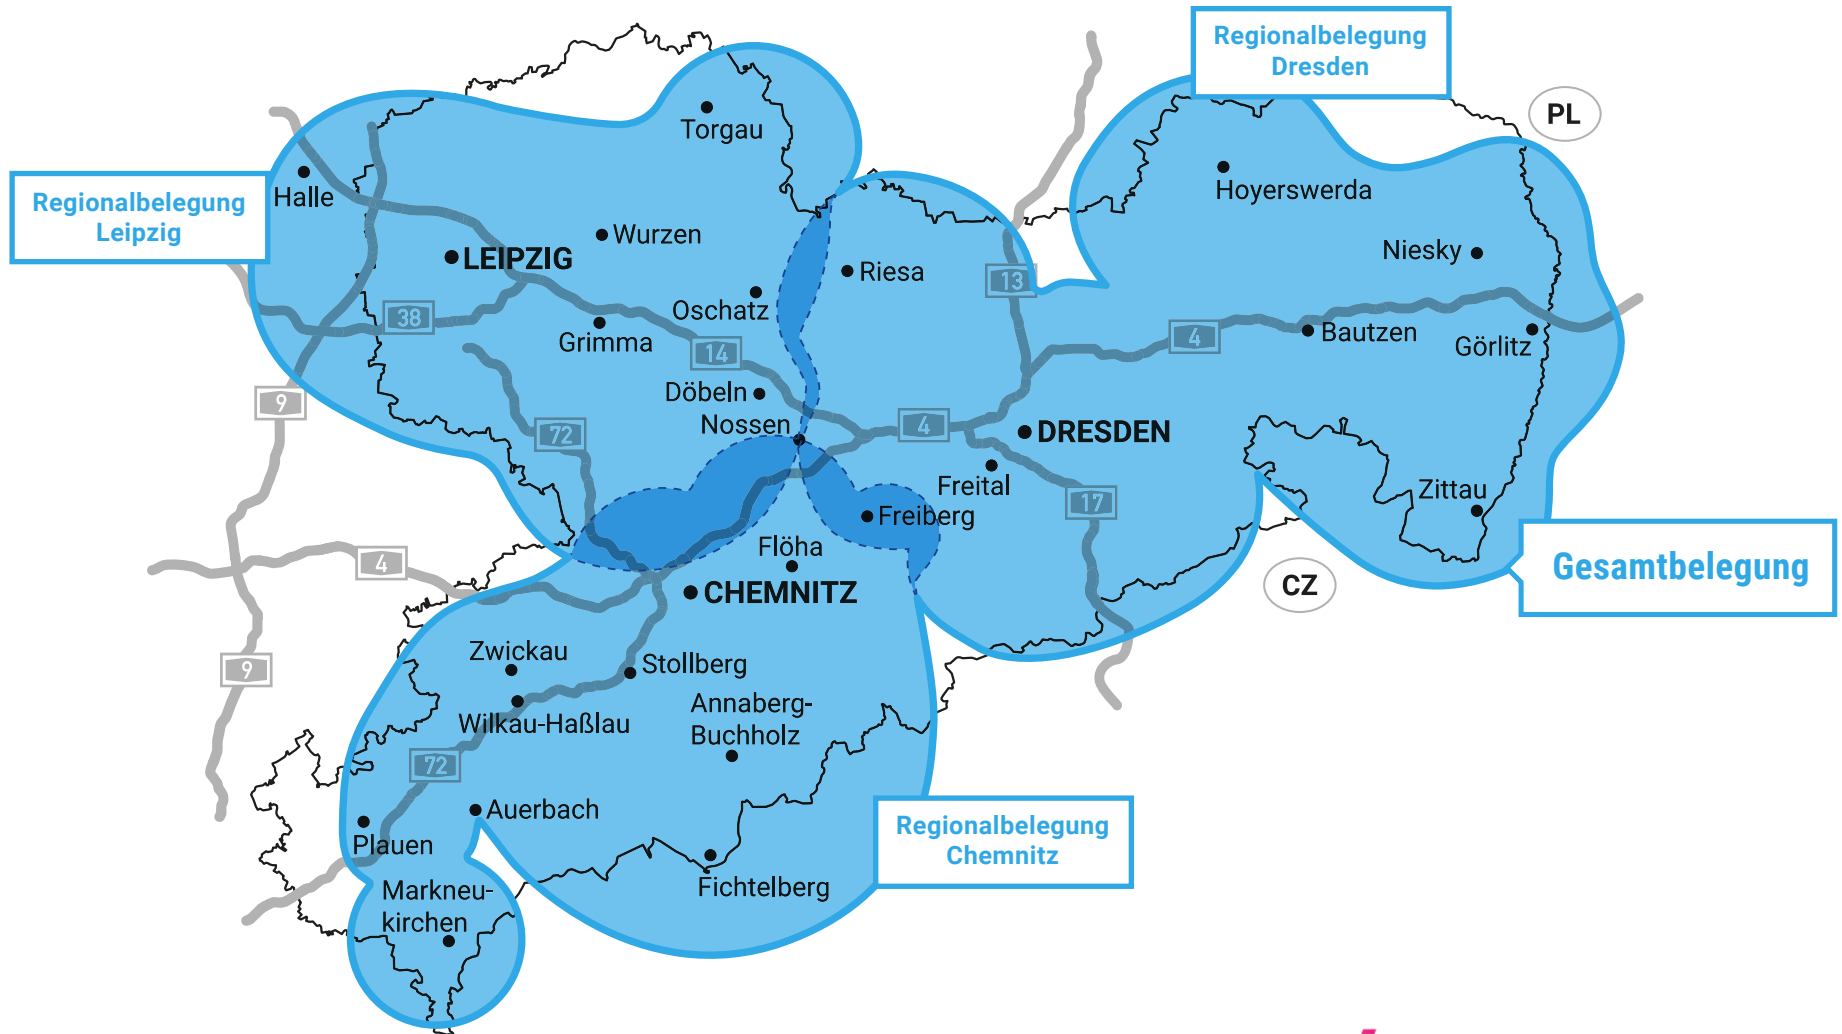 Regionalbelegung
Dresden
PL
Torgau
Halle
Hoyerswerda
Regionalbelegung
Leipzig
Wurzen
LEIPZIG
Niesky
Riesa
13
Oschatz
38
Grimma
14
4
Bautzen
Görlitz
9
Döbeln
Nossen
72
4
DRESDEN
Freital
17
Zittau
Freiberg
Flöha
4
CHEMNITZ
CZ
Gesamtbelegung
9
Zwickau
Stollberg
Wilkau-Haßlau
Annaberg-
Buchholz
72
Auerbach
Plauen
Regionalbelegung
Chemnitz
Fichtelberg
Markneu-
kirchen